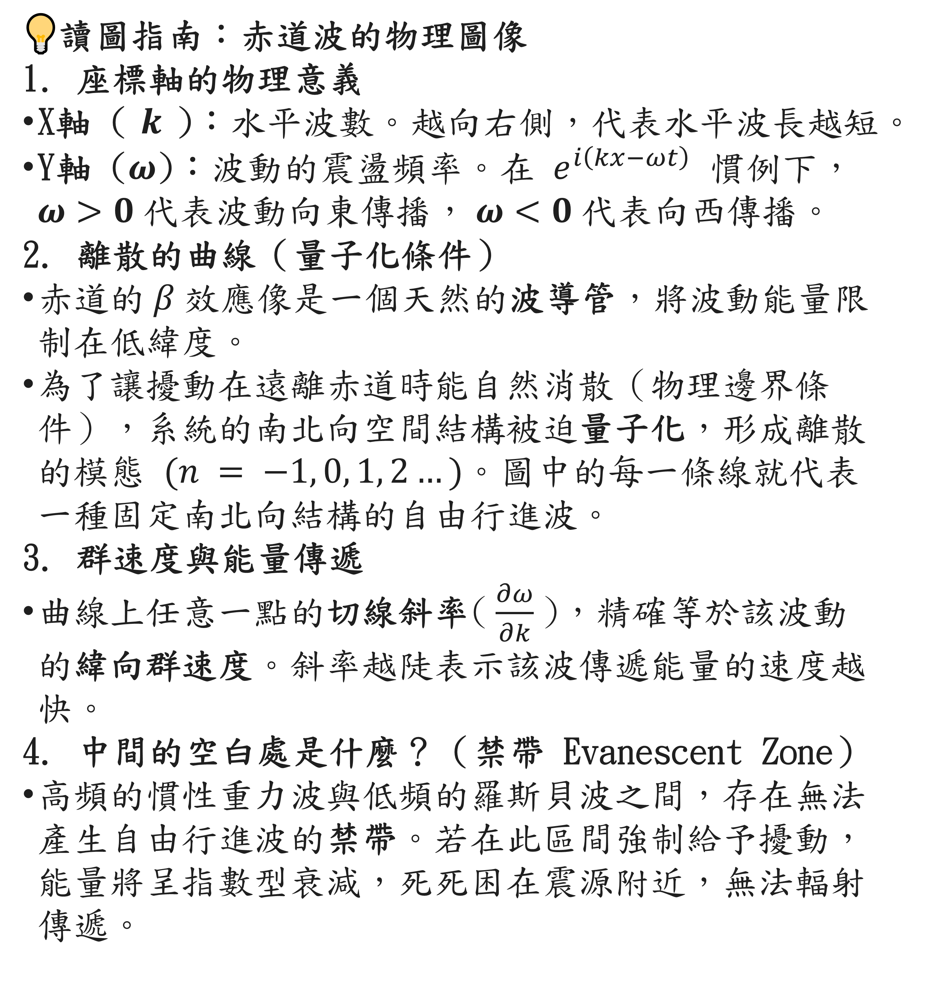 💡讀圖指南：赤道波的物理圖像
1. 座標軸的物理意義
•X軸 ( k )：水平波數。越向右側，代表水平波長越短。
•Y軸 (ω)：波動的震盪頻率。在 e^{i(kx−ωt)} 慣例下，
ω > 0 代表波動向東傳播， ω < 0 代表向西傳播。
2. 離散的曲線（量子化條件）
•赤道的 β 效應像是一個天然的波導管，將波動能量限
制在低緯度。
•為了讓擾動在遠離赤道時能自然消散（物理邊界條
件），系統的南北向空間結構被迫量子化，形成離散
的模態 (n = −1, 0, 1, 2 … )。圖中的每一條線就代表
一種固定南北向結構的自由行進波。
3. 群速度與能量傳遞
•曲線上任意一點的切線斜率( ∂ω/∂k )，精確等於該波動
的緯向群速度。斜率越陡表示該波傳遞能量的速度越
快。
4. 中間的空白處是什麼？（禁帶 Evanescent Zone）
•高頻的慣性重力波與低頻的羅斯貝波之間，存在無法
產生自由行進波的禁帶。若在此區間強制給予擾動，
能量將呈指數型衰減，死死困在震源附近，無法輻射
傳遞。